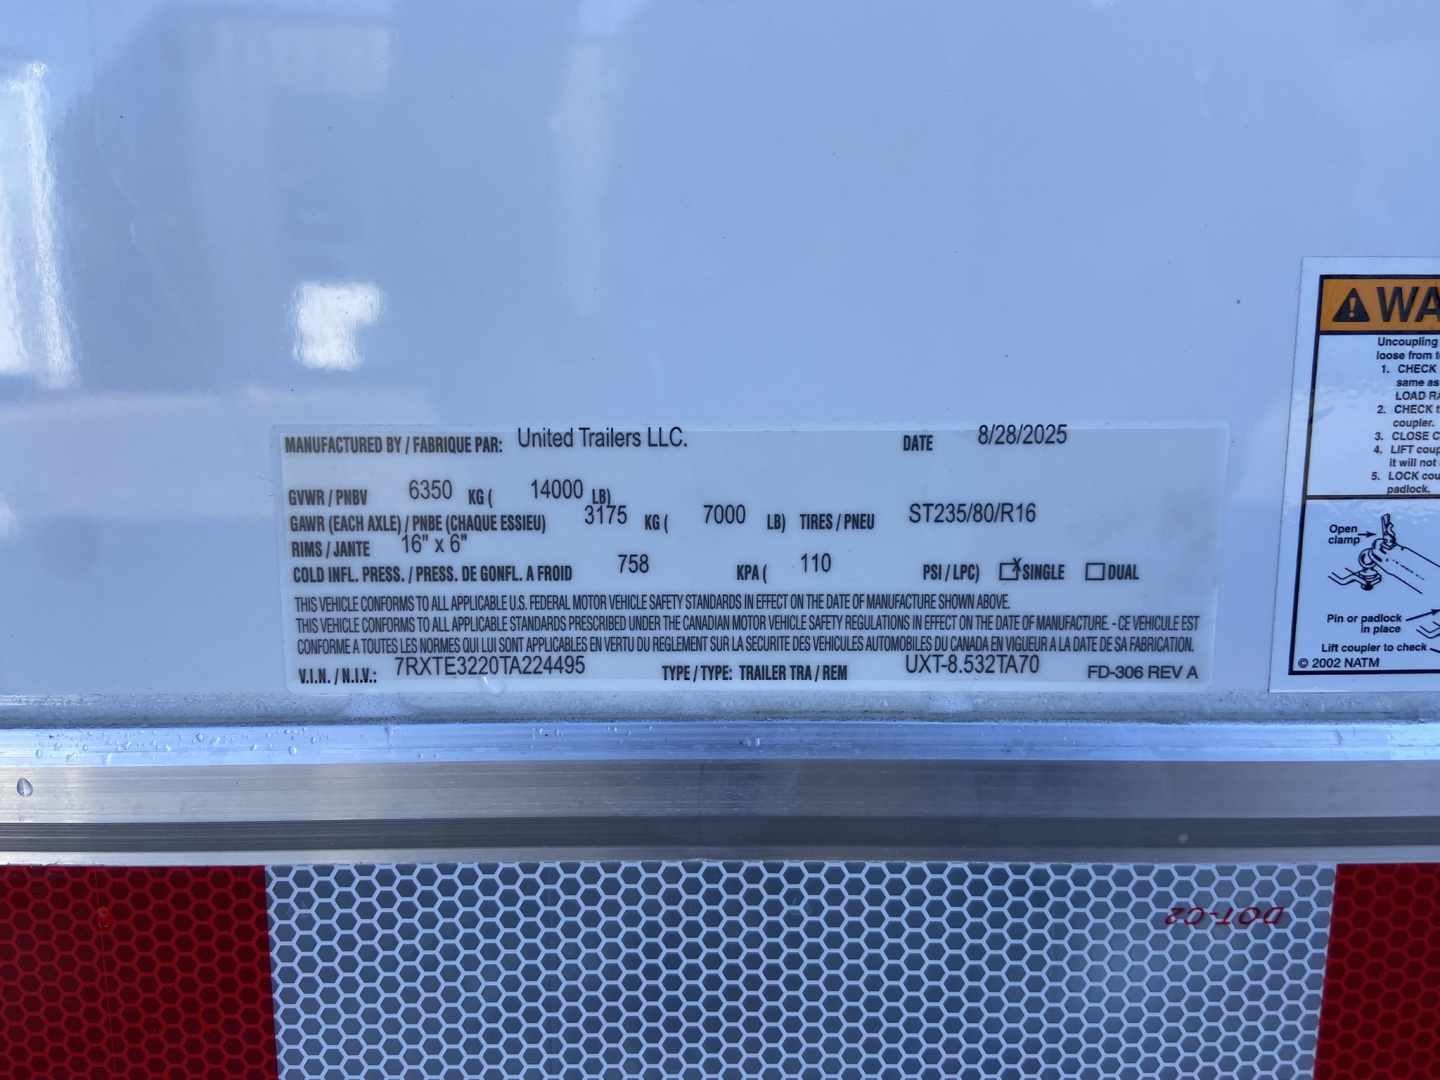 MANUFACTURED BY / FABRIQUE PAR: United Trailers LLC. DATE 8/28/2025
GVWR / PNBV 6350 KG ( 14000 LB)
GAWR (EACH AXLE) / PNBE (CHAQUE ESSIEU) 3175 KG ( 7000 LB) TIRES / PNEU ST235/80/R16
RIMS / JANTE 16" x 6"
COLD INFL. PRESS. / PRESS. DE GONFL. A FROID 758 KPA ( 110 PSI / LPC) X SINGLE DUAL
THIS VEHICLE CONFORMS TO ALL APPLICABLE U.S. FEDERAL MOTOR VEHICLE SAFETY STANDARDS IN EFFECT ON THE DATE OF MANUFACTURE SHOWN ABOVE.
THIS VEHICLE CONFORMS TO ALL APPLICABLE STANDARDS PRESCRIBED UNDER THE CANADIAN MOTOR VEHICLE SAFETY REGULATIONS IN EFFECT ON THE DATE OF MANUFACTURE. - CE VEHICULE EST
CONFORME A TOUTES LES NORMES QUI LUI SONT APPLICABLES EN VERTU DU REGLEMENT SUR LA SECURITE DES VEHICULES AUTOMOBILES DU CANADA EN VIGUEUR A LA DATE DE SA FABRICATION.
V.I.N. / N.I.V.: 7RXTE3220TA224495 TYPE / TYPE: TRAILER TRA / REM UXT-8.532TA70 FD-306 REV A
WA
Uncoupling
loose from
1. CHECK
same as
LOAD
2. CHECK
coupler.
3. CLOSE
4. LIFT
it will not
5. LOCK
padlock.
Open
clamp
Pin or padlock
in place
Lift coupler to check
© 2002 NATM
DOT-C2